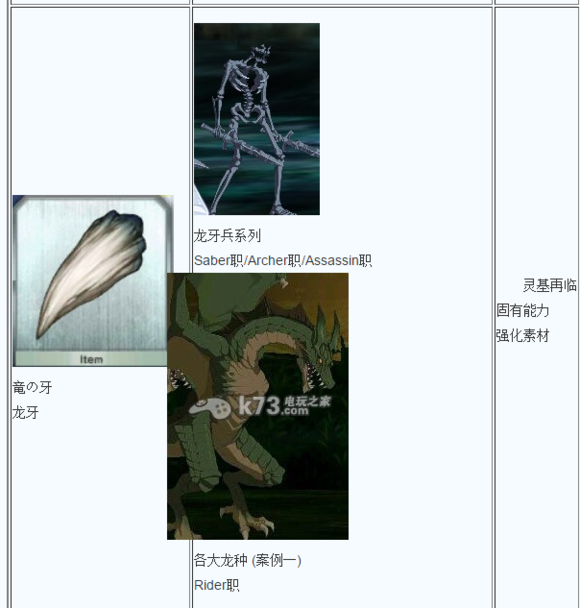 龙牙兵系列
Saber职/Archer职/Assassin职
Item
竜の牙
龙牙
k73 电玩之家
.com
各大龙种 (案例一)
Rider职
灵基再临
固有能力
强化素材